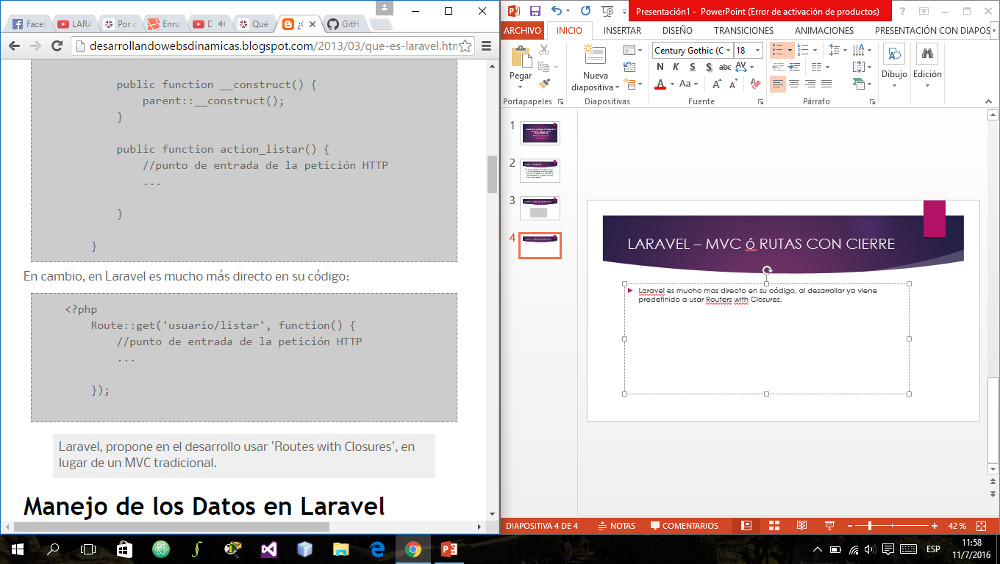 Faceb
LARA
Por q
Enrut
D
Qué
¿Q
GitH
desarrollandowebsdinamicas.blogspot.com/2013/03/que-es-laravel.htm
public function __construct() {
parent::__construct();
}
public function action_listar() {
//punto de entrada de la petición HTTP
...
}
}
En cambio, en Laravel es mucho más directo en su código:
<?php
Route::get('usuario/listar', function() {
//punto de entrada de la petición HTTP
...
});
Laravel, propone en el desarrollo usar 'Routes with Closures', en
lugar de un MVC tradicional.
Manejo de los Datos en Laravel
Presentación1 - PowerPoint (Error de activación de productos)
ARCHIVO INICIO INSERTAR DISEÑO TRANSICIONES ANIMACIONES PRESENTACIÓN CON DIAPOS
Pegar
Nueva
diapositiva
Century Gothic (C 18
N K S S abc AV
A Aa A A
Dibujo
Edición
Portapapeles Diapositivas Fuente Párrafo
1
2
3
4
LARAVEL – MVC ó RUTAS CON CIERRE
Laravel es mucho mas directo en su código, al desarrollar ya viene
predefinido a usar Routers with Closures.
DIAPOSITIVA 4 DE 4 NOTAS COMENTARIOS 42 %
ESP
11:58
11/7/2016